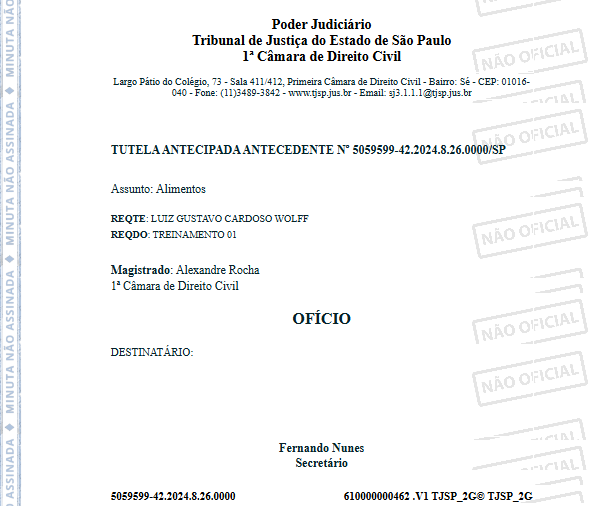 Poder Judiciário
Tribunal de Justiça do Estado de São Paulo
1ª Câmara de Direito Civil
Largo Pátio do Colégio, 73 - Sala 411/412, Primeira Câmara de Direito Civil - Bairro: Sé - CEP: 01016-
040 - Fone: (11)3489-3842 - www.tjsp.jus.br - Email: sj3.1.1.1@tjsp.jus.br
TUTELA ANTECIPADA ANTECEDENTE Nº 5059599-42.2024.8.26.0000/SP
Assunto: Alimentos
REQTE: LUIZ GUSTAVO CARDOSO WOLFF
REQDO: TREINAMENTO 01
Magistrado: Alexandre Rocha
1ª Câmara de Direito Civil
OFÍCIO
DESTINATÁRIO:
Fernando Nunes
Secretário
5059599-42.2024.8.26.0000 610000000462 .V1 TJSP_2G© TJSP_2G
MINUTA NÃO
MINUTA NÃO ASSINADA
MINUTA NÃO ASSINADA
MINUTA NÃO ASSINADA
ASSINADA
NÃO OFICIAL
NÃO OFICIAL
NÃO OFICIAL
NÃO OFICIAL
NÃO OFICIAL